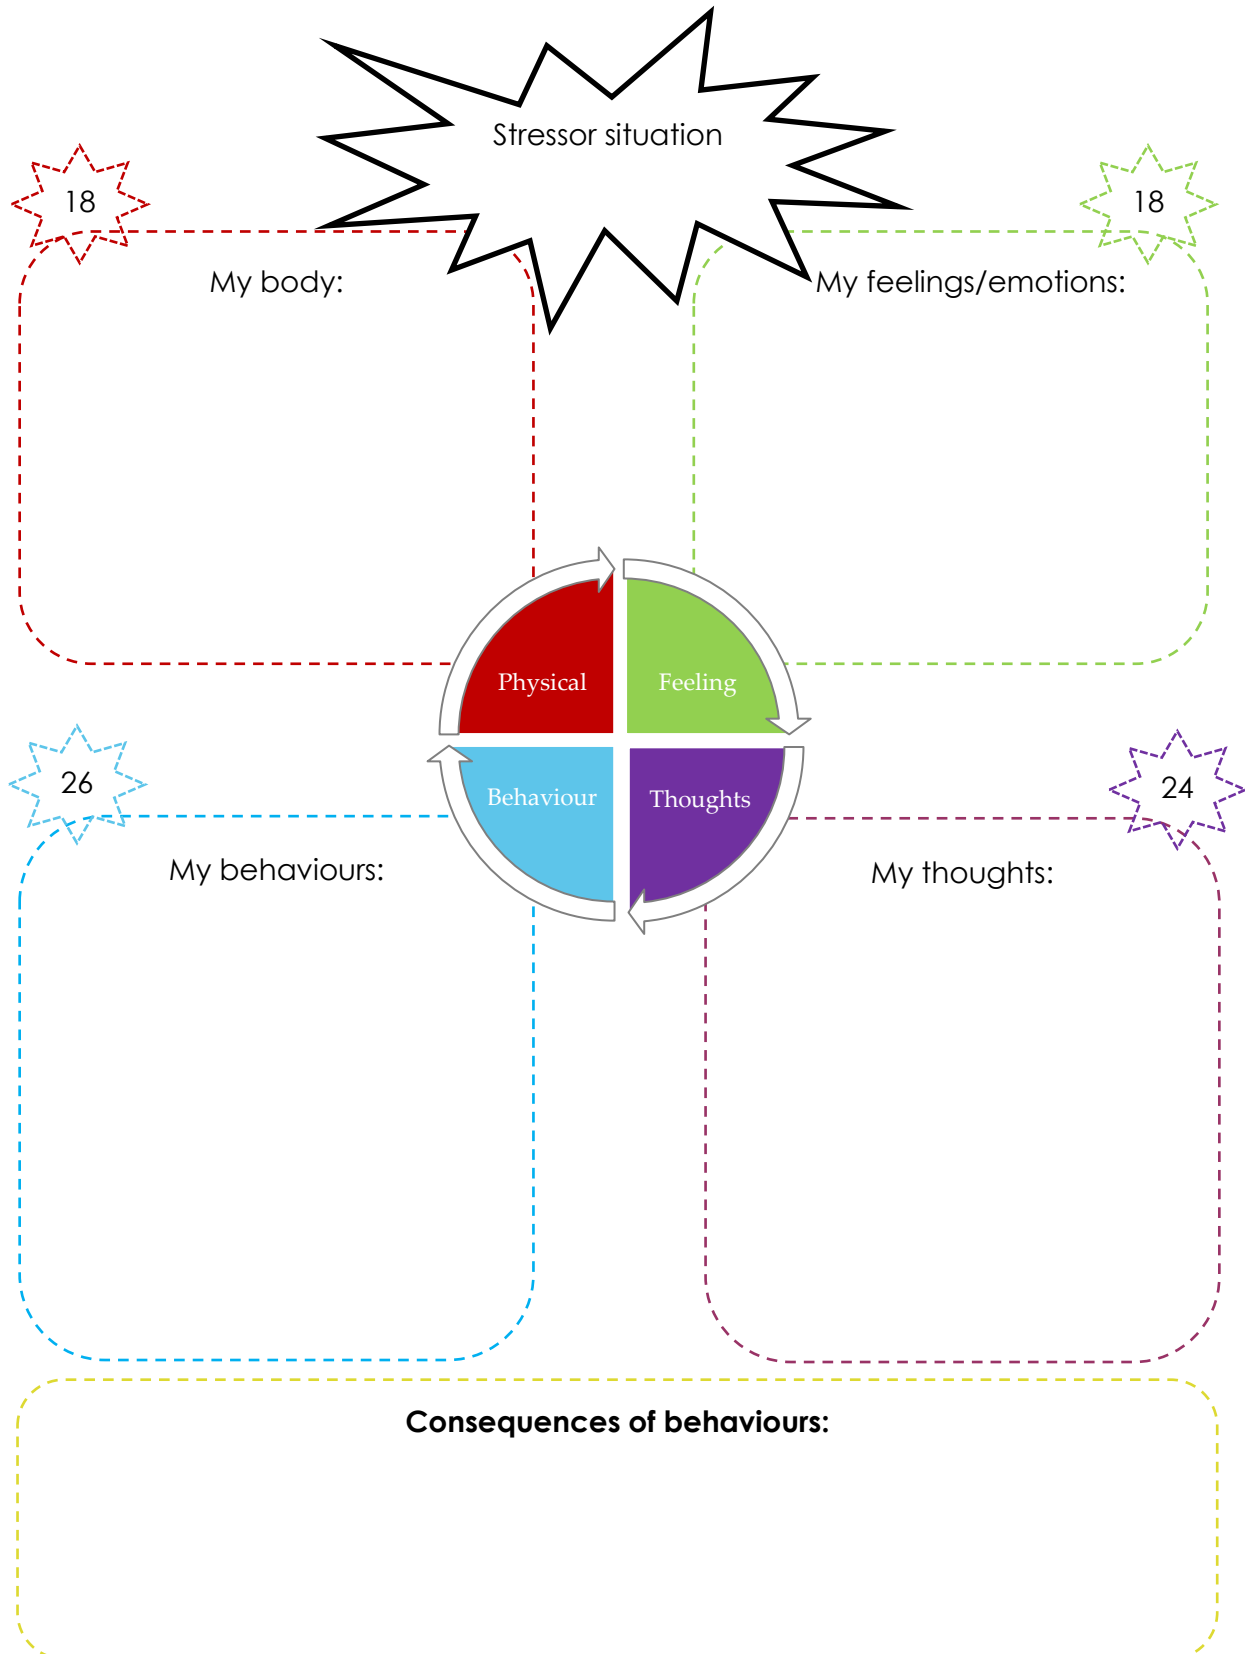 Stressor situation
18
18
My body:
My feelings/emotions:
Physical
Feeling
26
24
Behaviour
Thoughts
My behaviours:
My thoughts:
Consequences of behaviours: